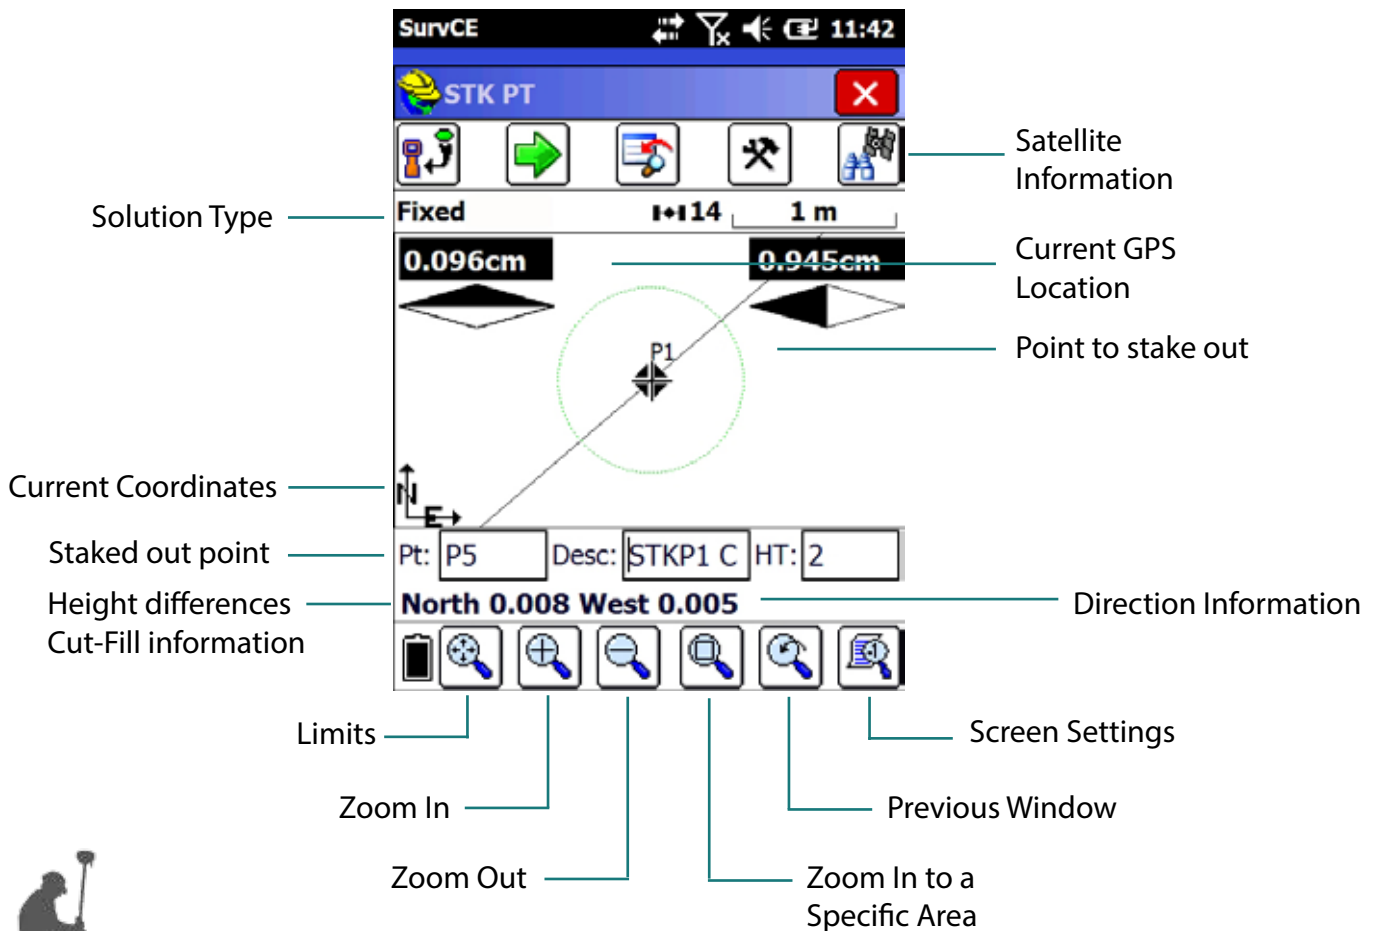 SurvCE 11:42
STK PT
Satellite
Information
Solution Type
Fixed 14 1 m
0.096cm 0.945cm
Current GPS
Location
Point to stake out
P1
N
E
Current Coordinates
Staked out point
Pt: P5 Desc: STKP1 C HT: 2
Height differences
Cut-Fill information
North 0.008 West 0.005
Direction Information
Limits
Screen Settings
Zoom In
Previous Window
Zoom Out
Zoom In to a
Specific Area